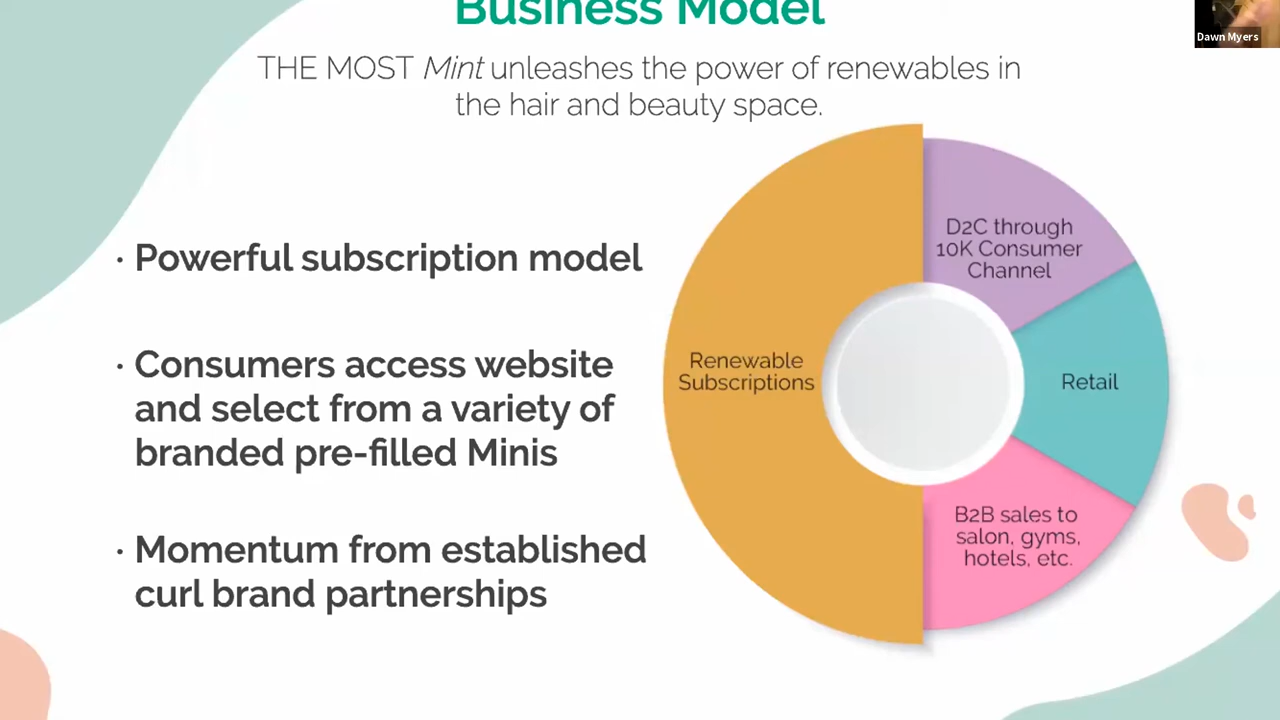 Business Model
THE MOST Mint unleashes the power of renewables in
the hair and beauty space.
Dawn Myers
· Powerful subscription model
· Consumers access website
and select from a variety of
branded pre-filled Minis
· Momentum from established
curl brand partnerships
D2C through
10K Consumer
Channel
Renewable
Subscriptions
Retail
B2B sales to
salon, gyms,
hotels, etc.